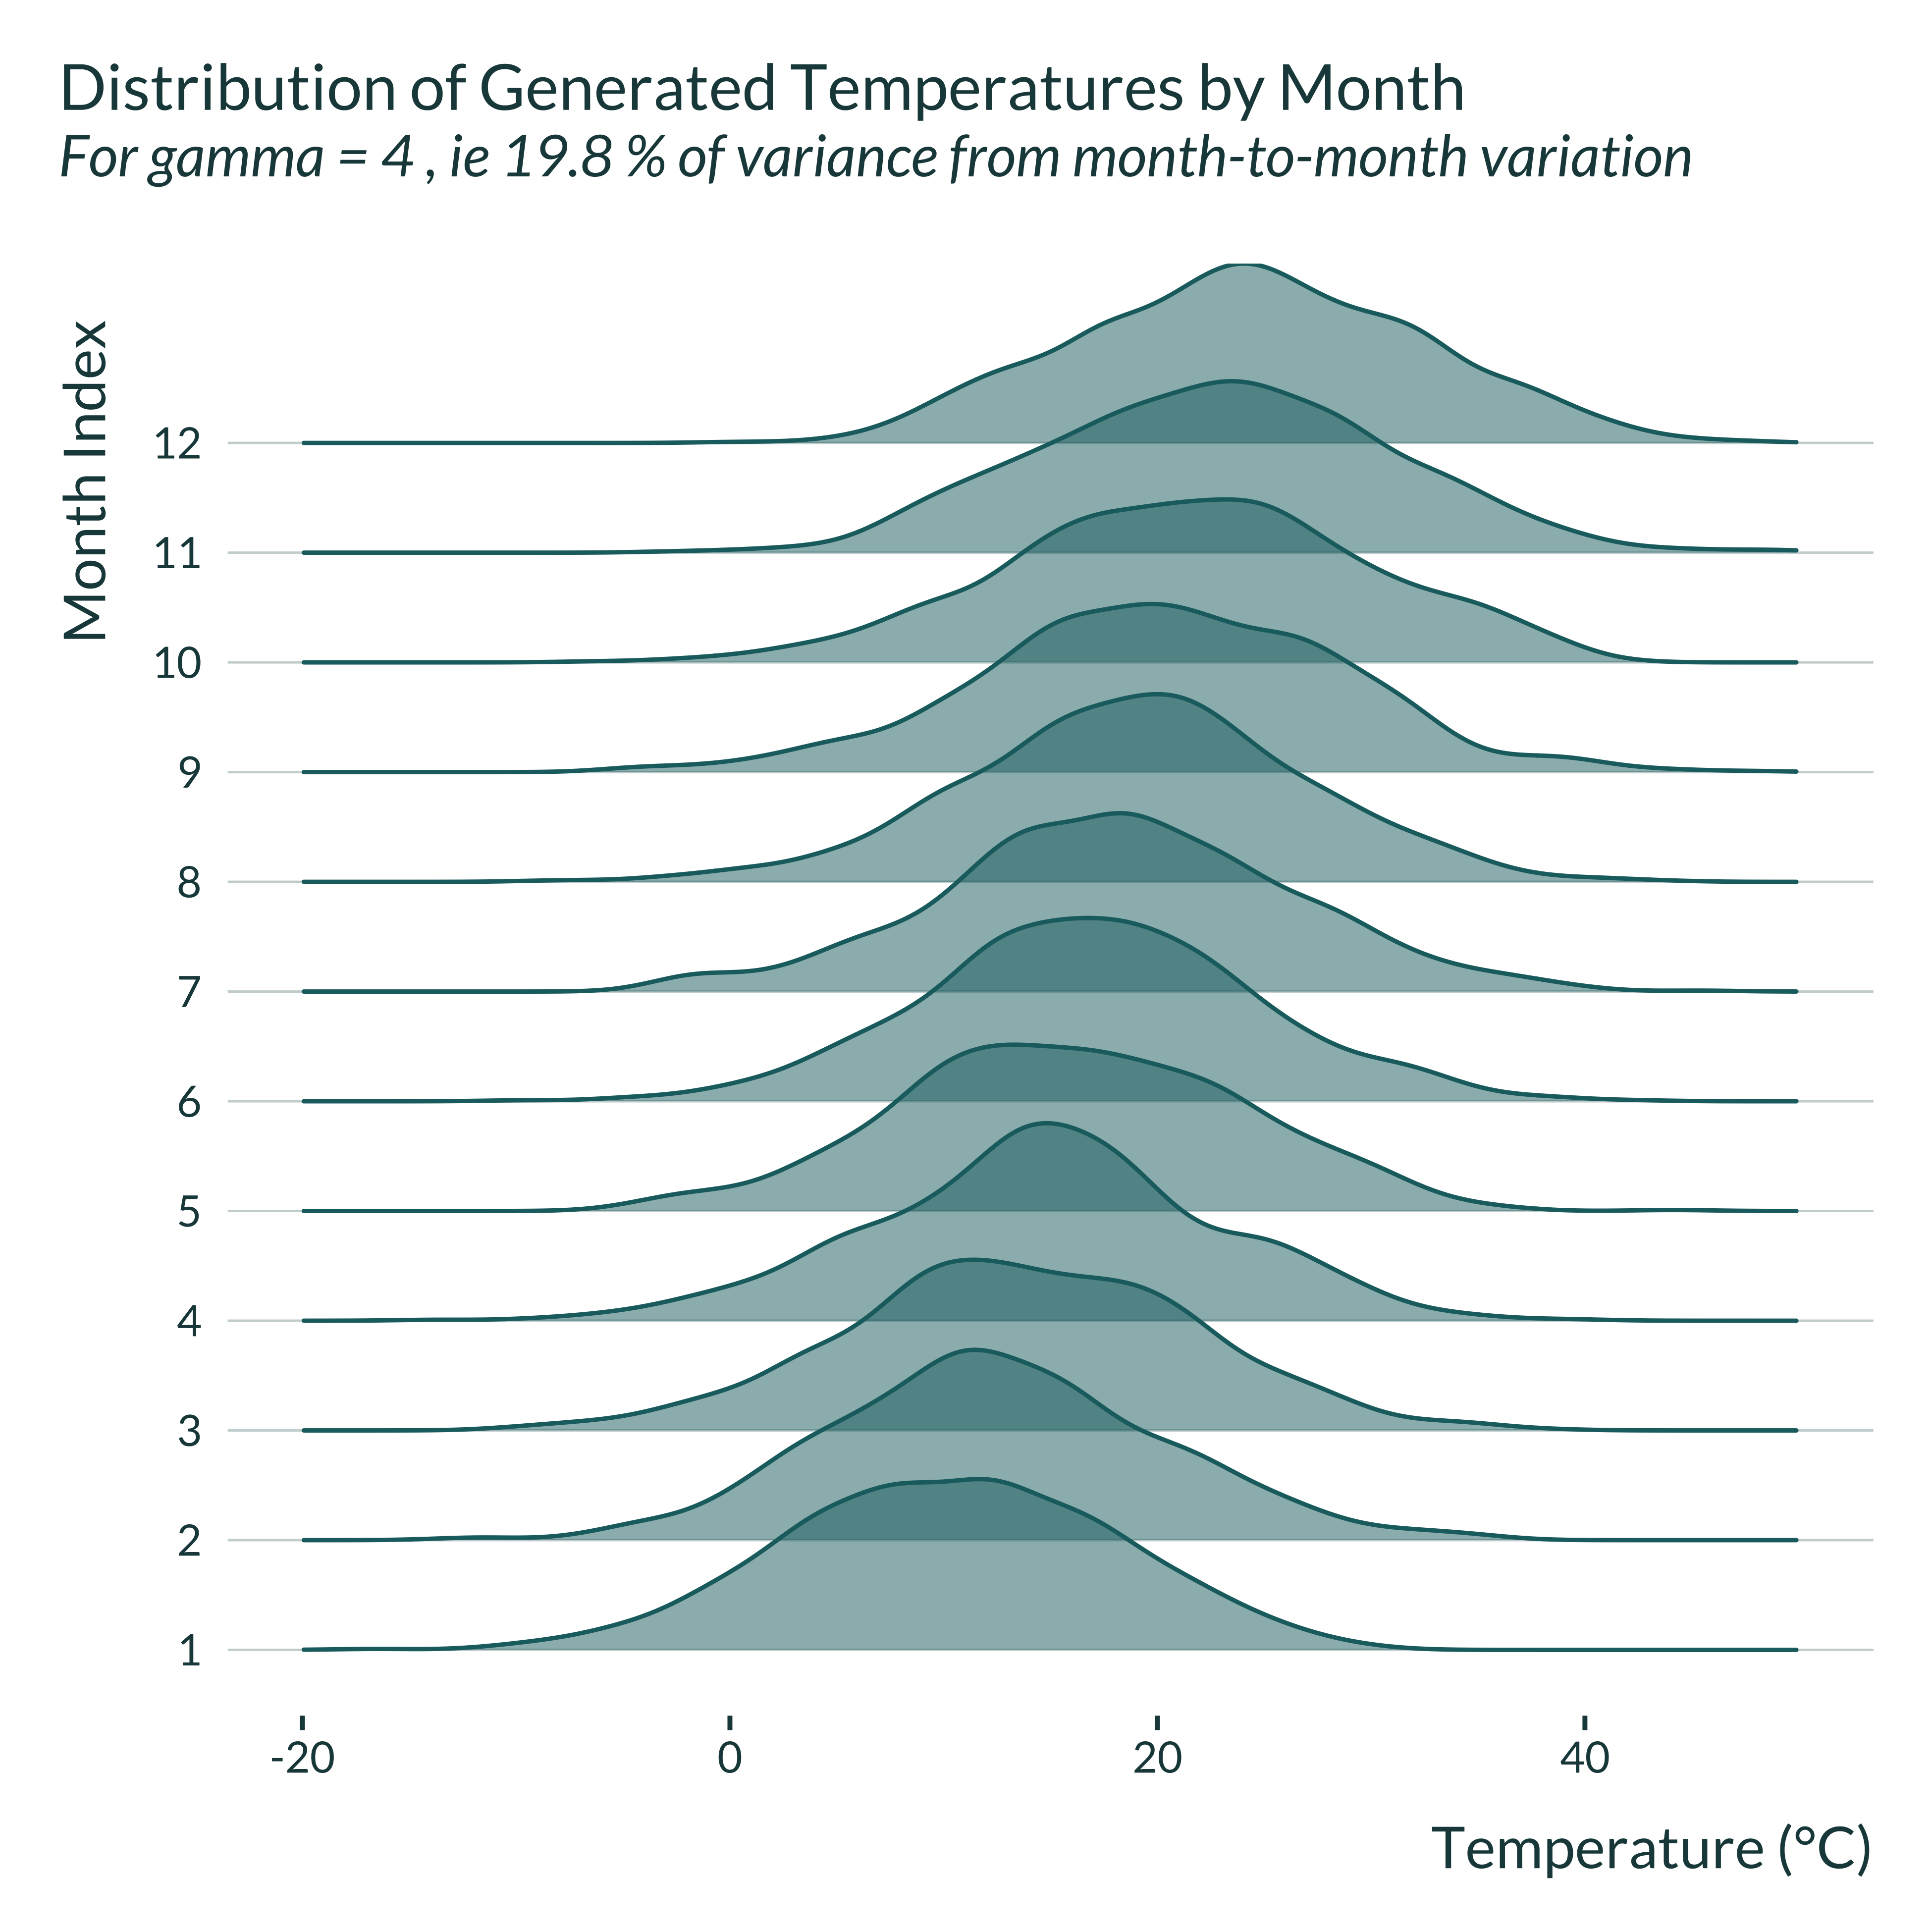 Distribution of Generated Temperatures by Month
For gamma = 4 , ie 19.8 % of variance from month-to-month variation
Month Index
12
11
10
9
8
7
6
5
4
3
2
1
-20 0 20 40
Temperature (°C)